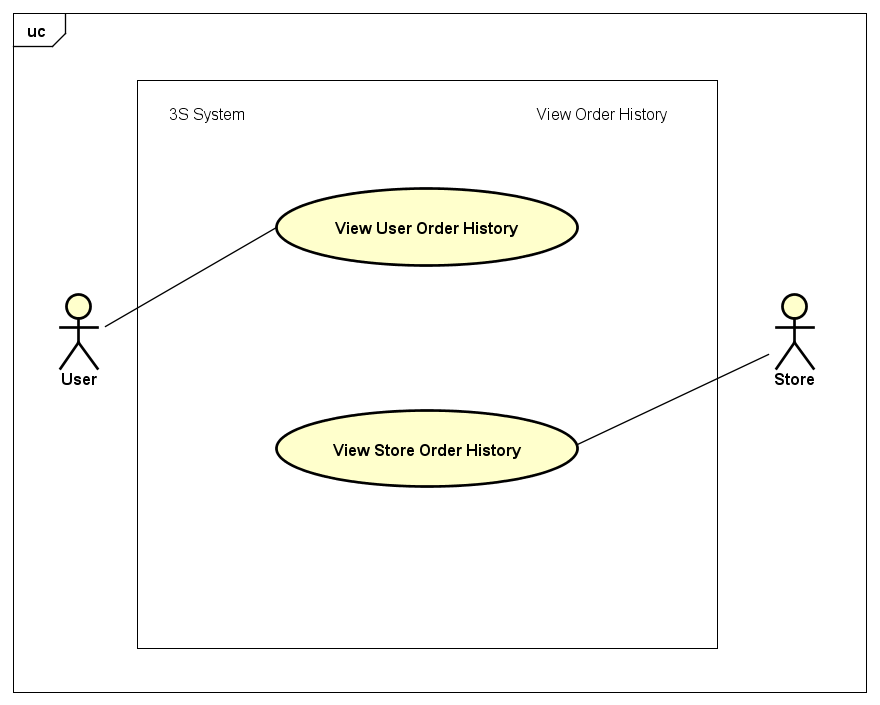 uc
3S System
View Order History
View User Order History
User
Store
View Store Order History